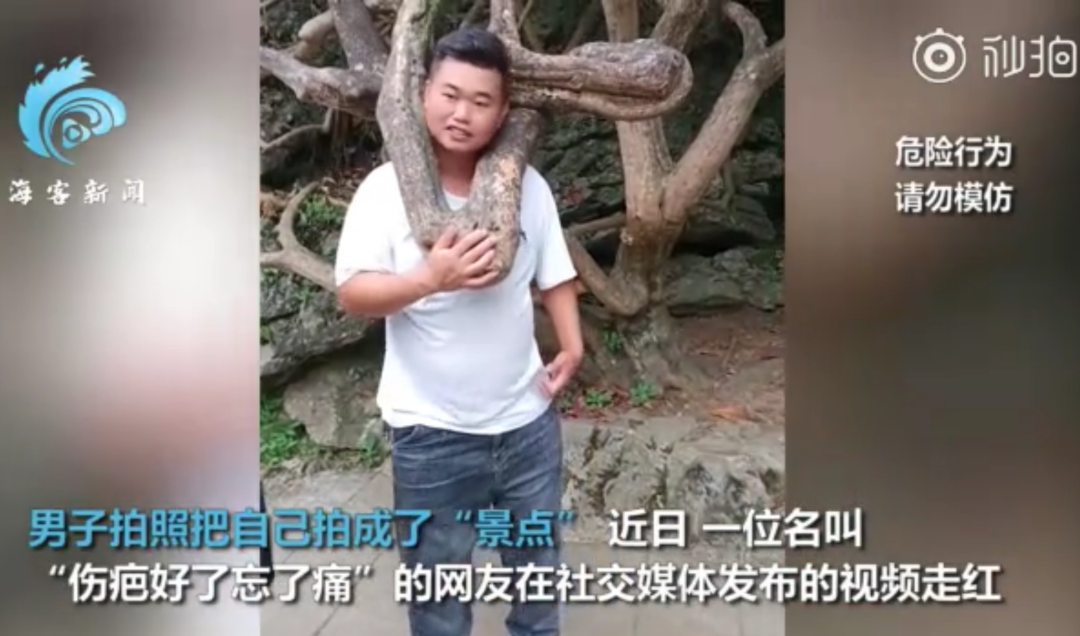 秒拍
海客新闻
危险行为
请勿模仿
男子拍照把自己拍成了“景点” 近日 一位名叫
“伤疤好了忘了痛”的网友在社交媒体发布的视频走红